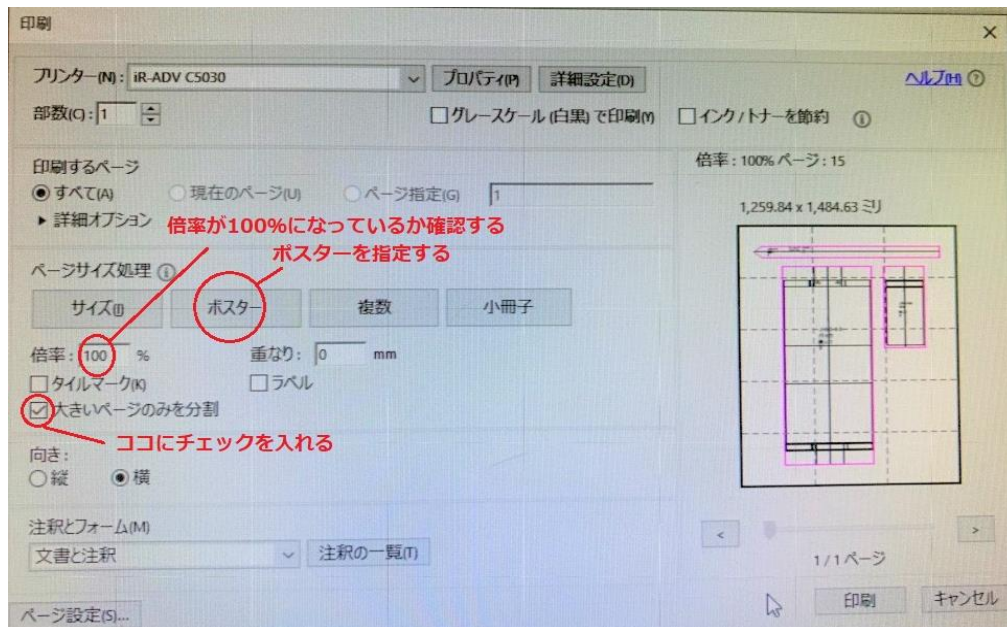 印刷
プリンター(N): iR-ADV C5030 プロパティ(P) 詳細設定(D) ヘルプ(H)
部数(C): 1 グレースケール (白黒) で印刷(Y) インク/トナーを節約
印刷するページ
倍率 : 100% ページ : 15
すべて(A) 現在のページ(U) ページ指定(G) 1
1,259.84 x 1,484.63 ミリ
詳細オプション
倍率が100%になっているか確認する
ポスターを指定する
ページサイズ処理
サイズ(I) ポスター 複数 小冊子
倍率: 100 % 重なり: 0 mm
タイルマーク(K) ラベル
大きいページのみを分割
ココにチェックを入れる
向き:
縦 横
注釈とフォーム(M)
文書と注釈 注釈の一覧(T)
< >
1/1ページ
ページ設定(S)... 印刷 キャンセル